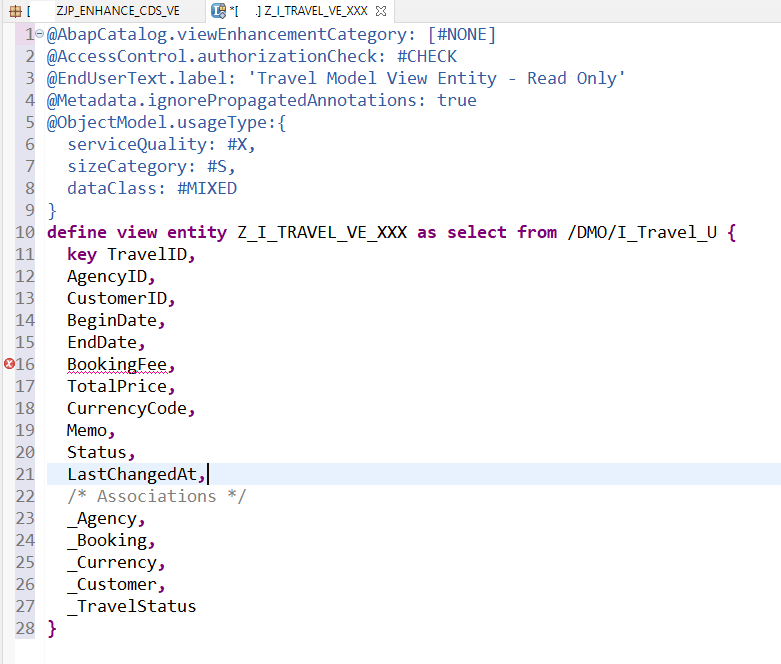 [ ZJP_ENHANCE_CDS_VE *[ .] Z_I_TRAVEL_VE_XXX
1 @AbapCatalog.viewEnhancementCategory: [#NONE]
2 @AccessControl.authorizationCheck: #CHECK
3 @EndUserText.label: 'Travel Model View Entity - Read Only'
4 @Metadata.ignorePropagatedAnnotations: true
5 @ObjectModel.usageType:{
6 serviceQuality: #X,
7 sizeCategory: #S,
8 dataClass: #MIXED
9 }
10 define view entity Z_I_TRAVEL_VE_XXX as select from /DMO/I_Travel_U {
11 key TravelID,
12 AgencyID,
13 CustomerID,
14 BeginDate,
15 EndDate,
16 BookingFee,
17 TotalPrice,
18 CurrencyCode,
19 Memo,
20 Status,
21 LastChangedAt,
22 /* Associations */
23 _Agency,
24 _Booking,
25 _Currency,
26 _Customer,
27 _TravelStatus
28 }